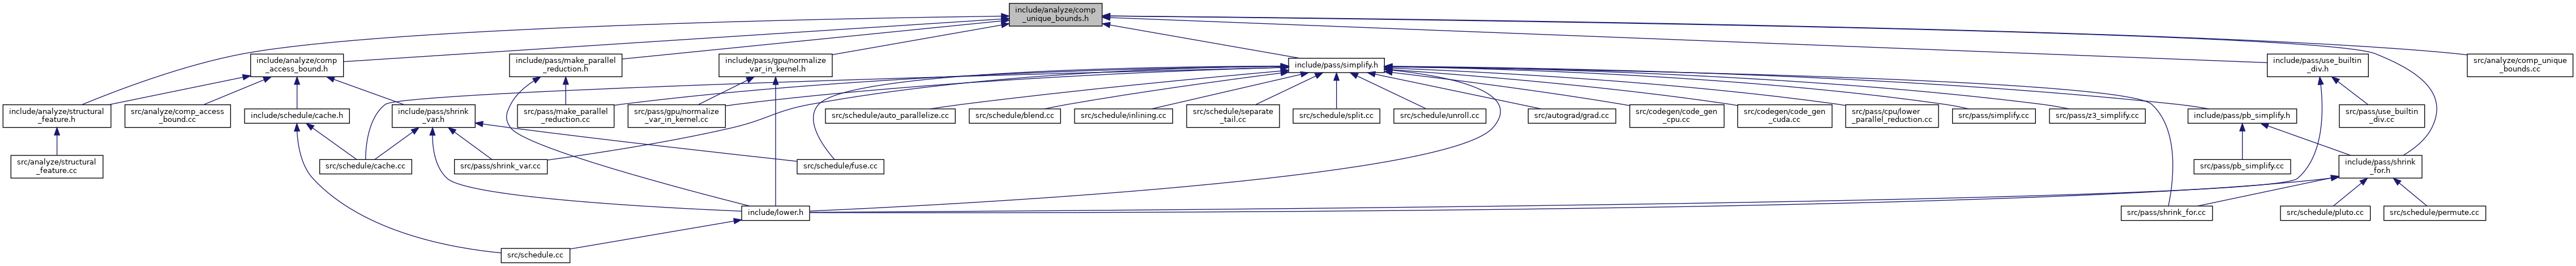 include/analyze/comp
_unique_bounds.h
include/analyze/comp
_access_bound.h
include/pass/make_parallel
_reduction.h
include/pass/gpu/normalize
_var_in_kernel.h
include/pass/simplify.h
include/pass/use_builtin
_div.h
src/analyze/comp_unique
_bounds.cc
include/analyze/structural
_feature.h
src/analyze/comp_access
_bound.cc
include/schedule/cache.h
include/pass/shrink
_var.h
src/pass/make_parallel
_reduction.cc
src/pass/gpu/normalize
_var_in_kernel.cc
src/schedule/auto_parallelize.cc
src/schedule/blend.cc
src/schedule/inlining.cc
src/schedule/separate
_tail.cc
src/schedule/split.cc
src/schedule/unroll.cc
src/autograd/grad.cc
src/codegen/code_gen
_cpu.cc
src/codegen/code_gen
_cuda.cc
src/pass/cpu/lower
_parallel_reduction.cc
src/pass/simplify.cc
src/pass/z3_simplify.cc
include/pass/pb_simplify.h
src/pass/use_builtin
_div.cc
src/analyze/structural
_feature.cc
src/schedule/cache.cc
src/pass/shrink_var.cc
src/schedule/fuse.cc
src/pass/pb_simplify.cc
include/pass/shrink
_for.h
include/lower.h
src/pass/shrink_for.cc
src/schedule/pluto.cc
src/schedule/permute.cc
src/schedule.cc